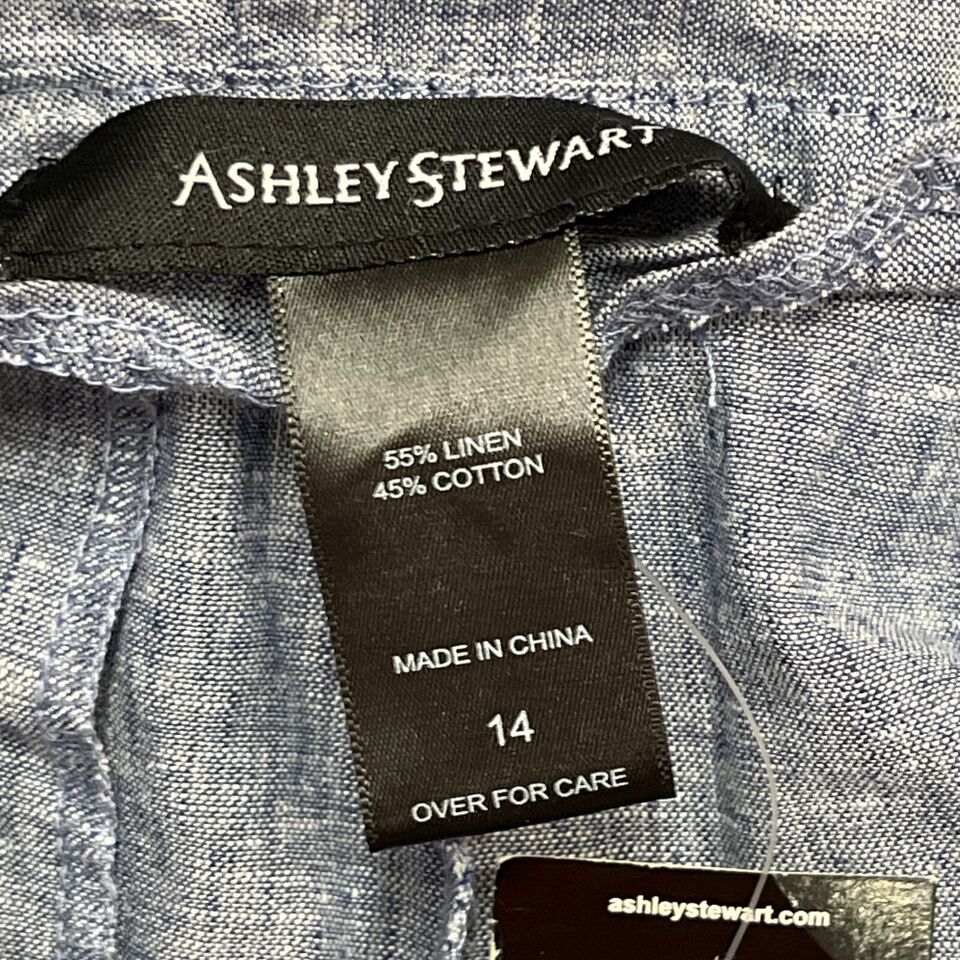 ASHLEY STEWART
55% LINEN
45% COTTON
MADE IN CHINA
14
OVER FOR CARE
ashleystewart.com